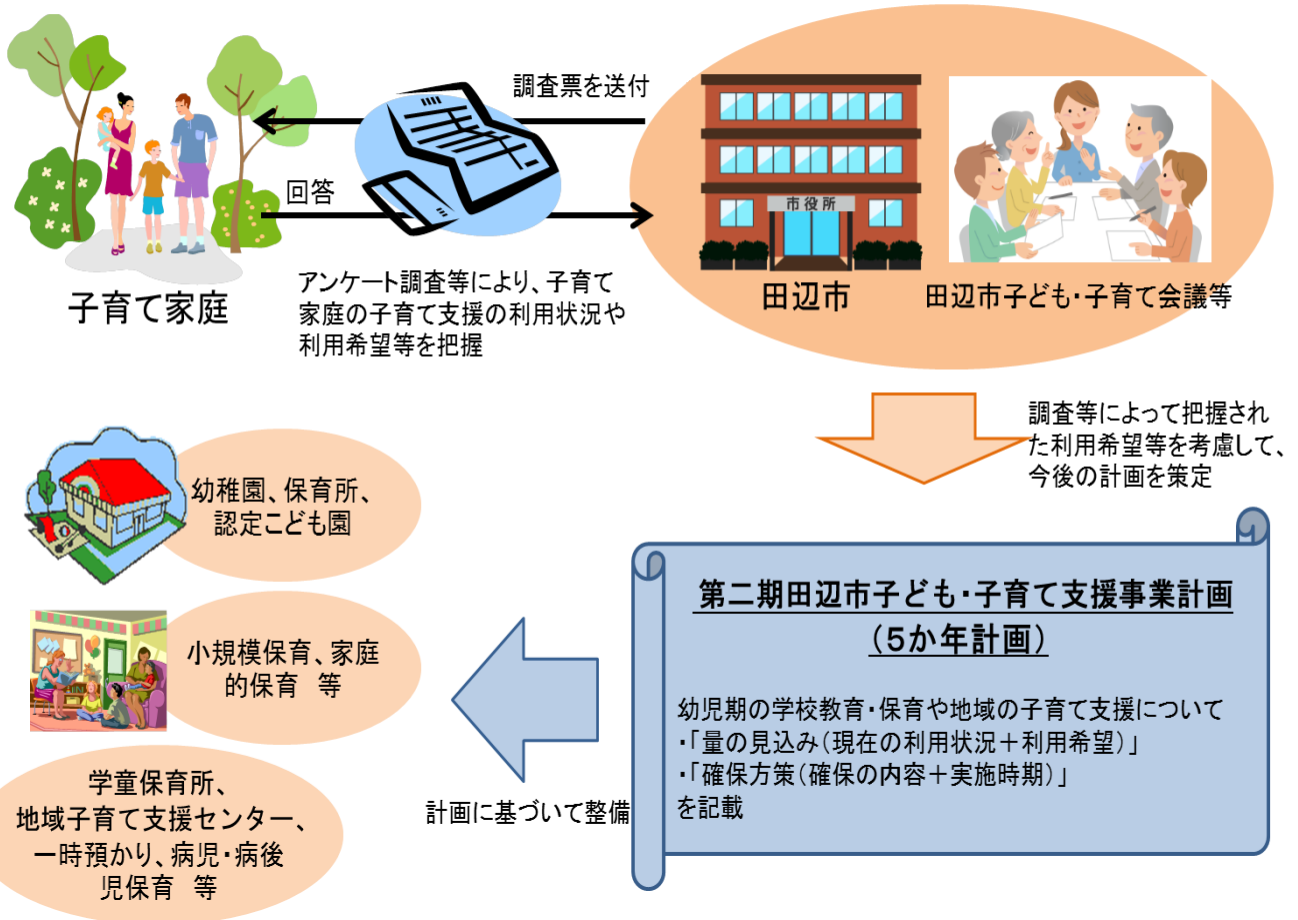 調査票を送付
回答
市役所
子育て家庭
アンケート調査等により、子育て
家庭の子育て支援の利用状況や
利用希望等を把握
田辺市
田辺市子ども・子育て会議等
調査等によって把握され
た利用希望等を考慮して、
今後の計画を策定
幼稚園、保育所、
認定こども園
小規模保育、家庭
的保育 等
学童保育所、
地域子育て支援センター、
一時預かり、病児・病後
児保育 等
計画に基づいて整備
第二期田辺市子ども・子育て支援事業計画
(5か年計画)
幼児期の学校教育・保育や地域の子育て支援について
・「量の見込み(現在の利用状況+利用希望)」
・「確保方策(確保の内容+実施時期)」
を記載